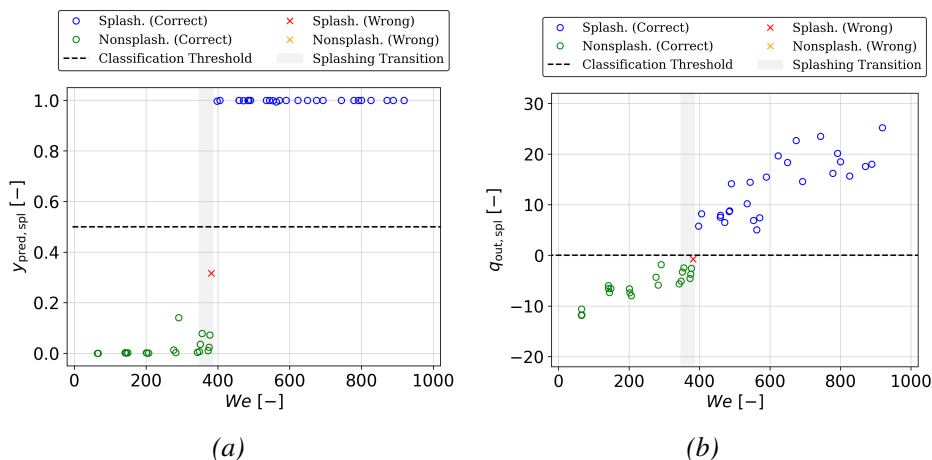 Splash. (Correct)
Splash. (Wrong)
Nonsplash. (Correct)
Nonsplash. (Wrong)
Classification Threshold
Splashing Transition
1.0
0.8
0.6
0.4
0.2
0.0
y_pred, spl [−]
0 200 400 600 800 1000
We [−]
(a)
Splash. (Correct)
Splash. (Wrong)
Nonsplash. (Correct)
Nonsplash. (Wrong)
Classification Threshold
Splashing Transition
30
20
10
0
−10
−20
q_out, spl [−]
0 200 400 600 800 1000
We [−]
(b)